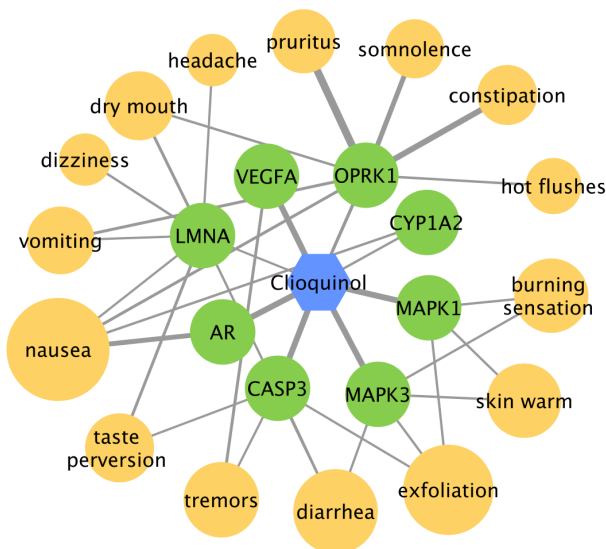 pruritus
somnolence
headache
constipation
dry mouth
dizziness
VEGFA
OPRK1
hot flushes
CYP1A2
vomiting
LMNA
Clioquinol
burning
sensation
MAPK1
AR
nausea
CASP3
MAPK3
skin warm
taste
perversion
exfoliation
tremors
diarrhea